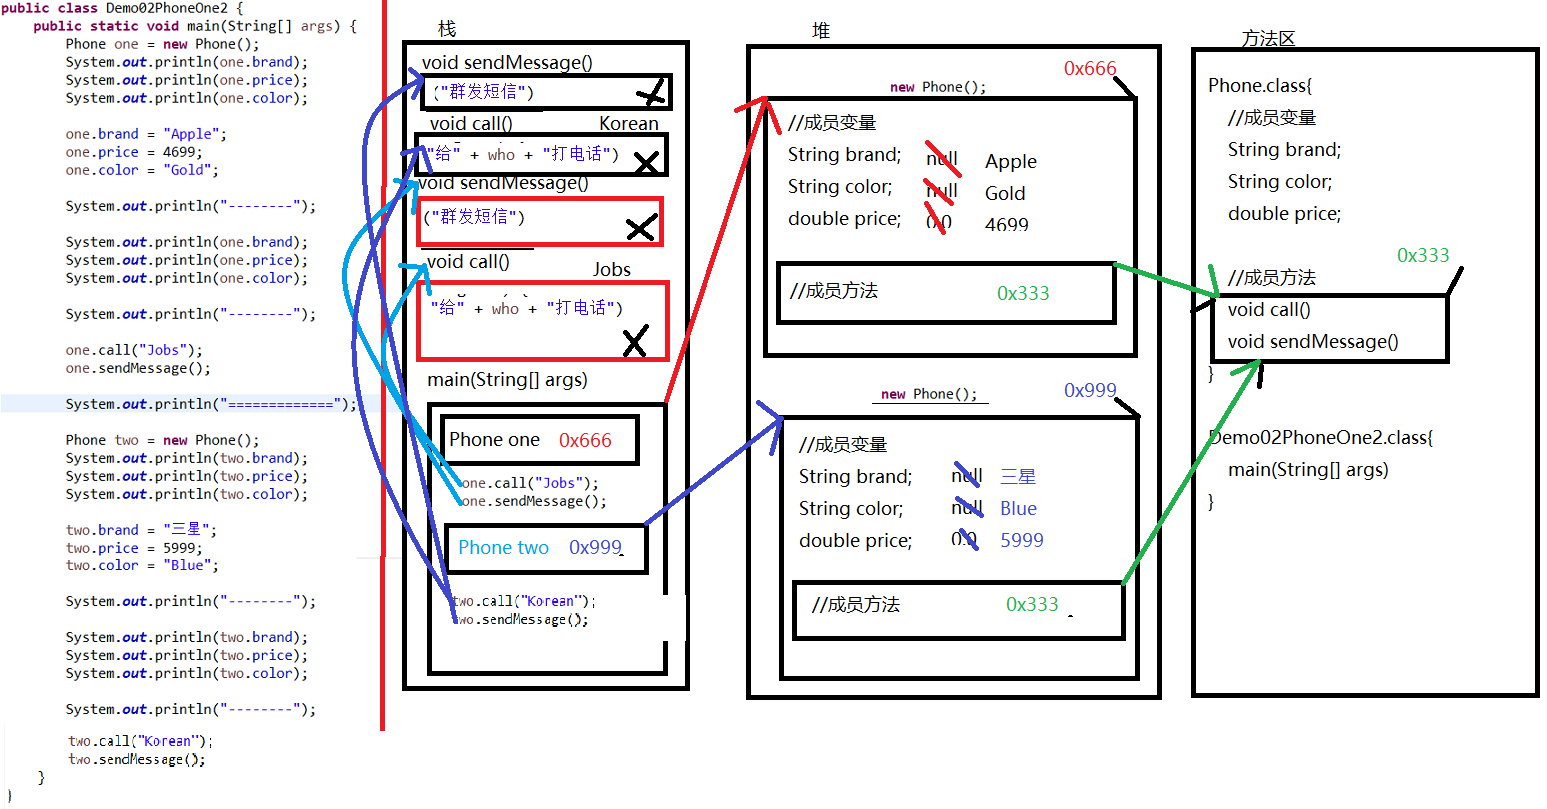 public class Demo02PhoneOne2 {
public static void main(String[] args) {
Phone one = new Phone();
System.out.println(one.brand);
System.out.println(one.price);
System.out.println(one.color);
one.brand = "Apple";
one.price = 4699;
one.color = "Gold";
System.out.println("--------");
System.out.println(one.brand);
System.out.println(one.price);
System.out.println(one.color);
System.out.println("--------");
one.call("Jobs");
one.sendMessage();
System.out.println("=============");
Phone two = new Phone();
System.out.println(two.brand);
System.out.println(two.price);
System.out.println(two.color);
two.brand = "三星";
two.price = 5999;
two.color = "Blue";
System.out.println("--------");
System.out.println(two.brand);
System.out.println(two.price);
System.out.println(two.color);
System.out.println("--------");
two.call("Korean");
two.sendMessage();
}
}
栈
void sendMessage()
("群发短信")
void call() Korean
"给" + who + "打电话")
void sendMessage()
("群发短信")
void call()
Jobs
"给" + who + "打电话")
main(String[] args)
Phone one 0x666
one.call("Jobs");
one.sendMessage();
Phone two 0x999
two.call("Korean");
two.sendMessage();
堆
0x666
new Phone();
//成员变量
String brand; null Apple
String color; null Gold
double price; 0.0 4699
//成员方法 0x333
0x999
new Phone();
//成员变量
String brand; null 三星
String color; null Blue
double price; 0.0 5999
//成员方法 0x333
方法区
Phone.class{
//成员变量
String brand;
String color;
double price;
0x333
//成员方法
void call()
void sendMessage()
}
Demo02PhoneOne2.class{
main(String[] args)
}